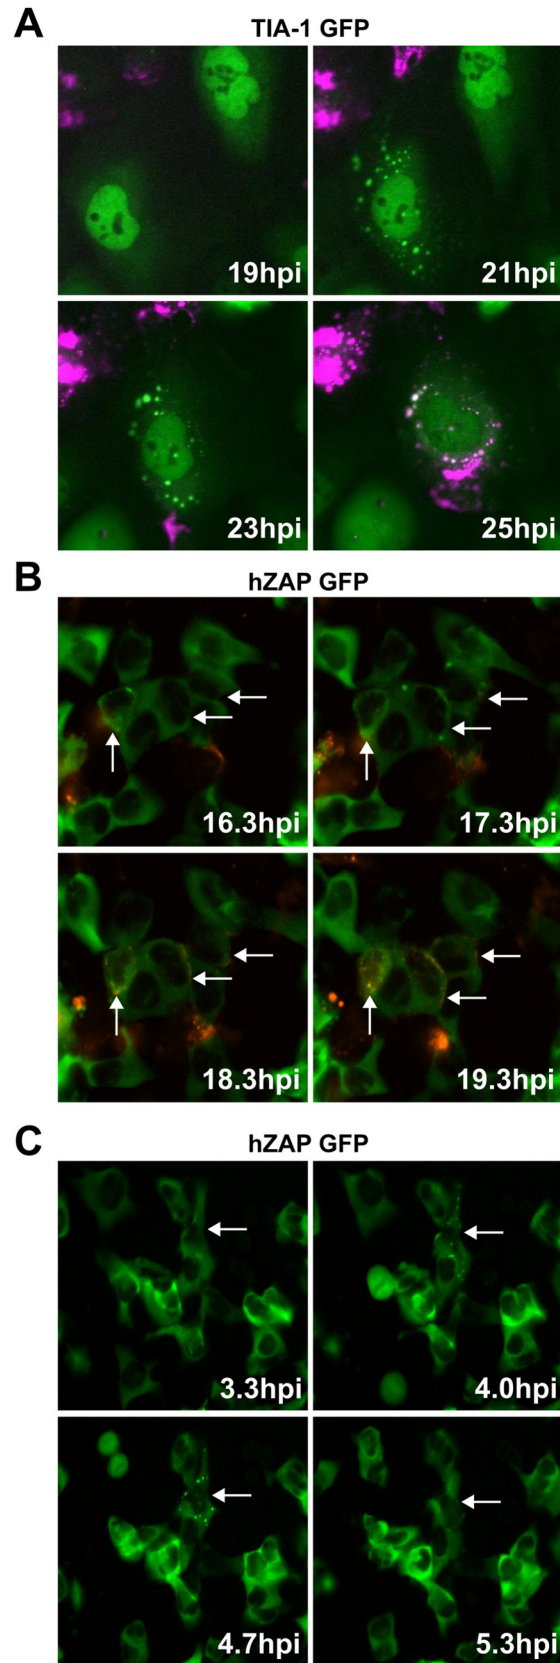 A
TIA-1 GFP
19hpi
21hpi
23hpi
25hpi
B
hZAP GFP
16.3hpi
17.3hpi
18.3hpi
19.3hpi
C
hZAP GFP
3.3hpi
4.0hpi
4.7hpi
5.3hpi